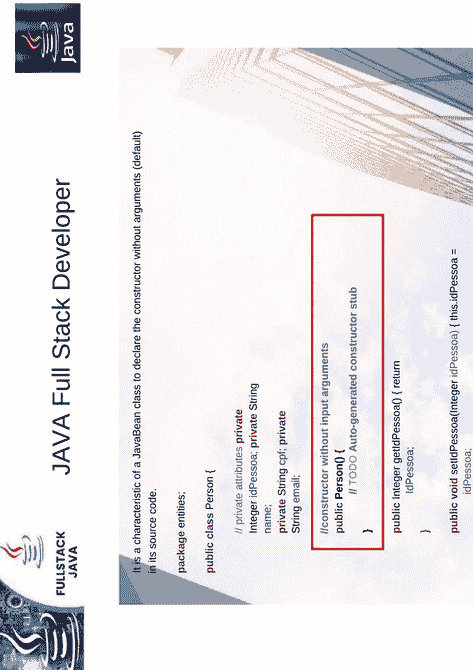 FULLSTACK
JAVA
JAVA Full Stack Developer
Java
It is a characteristic of a JavaBean class to declare the constructor without arguments (default)
in its source code.
package entities;
public class Person {
// private attributes private
Integer idPessoa; private String
name;
private String cpf; private
String email;
//constructor without input arguments
public Person() {
// TODO Auto-generated constructor stub
}
public Integer getIdPessoa() { return
IdPessoa;
}
public void setIdPessoa(Integer idPessoa) { this.idPessoa =
idPessoa;